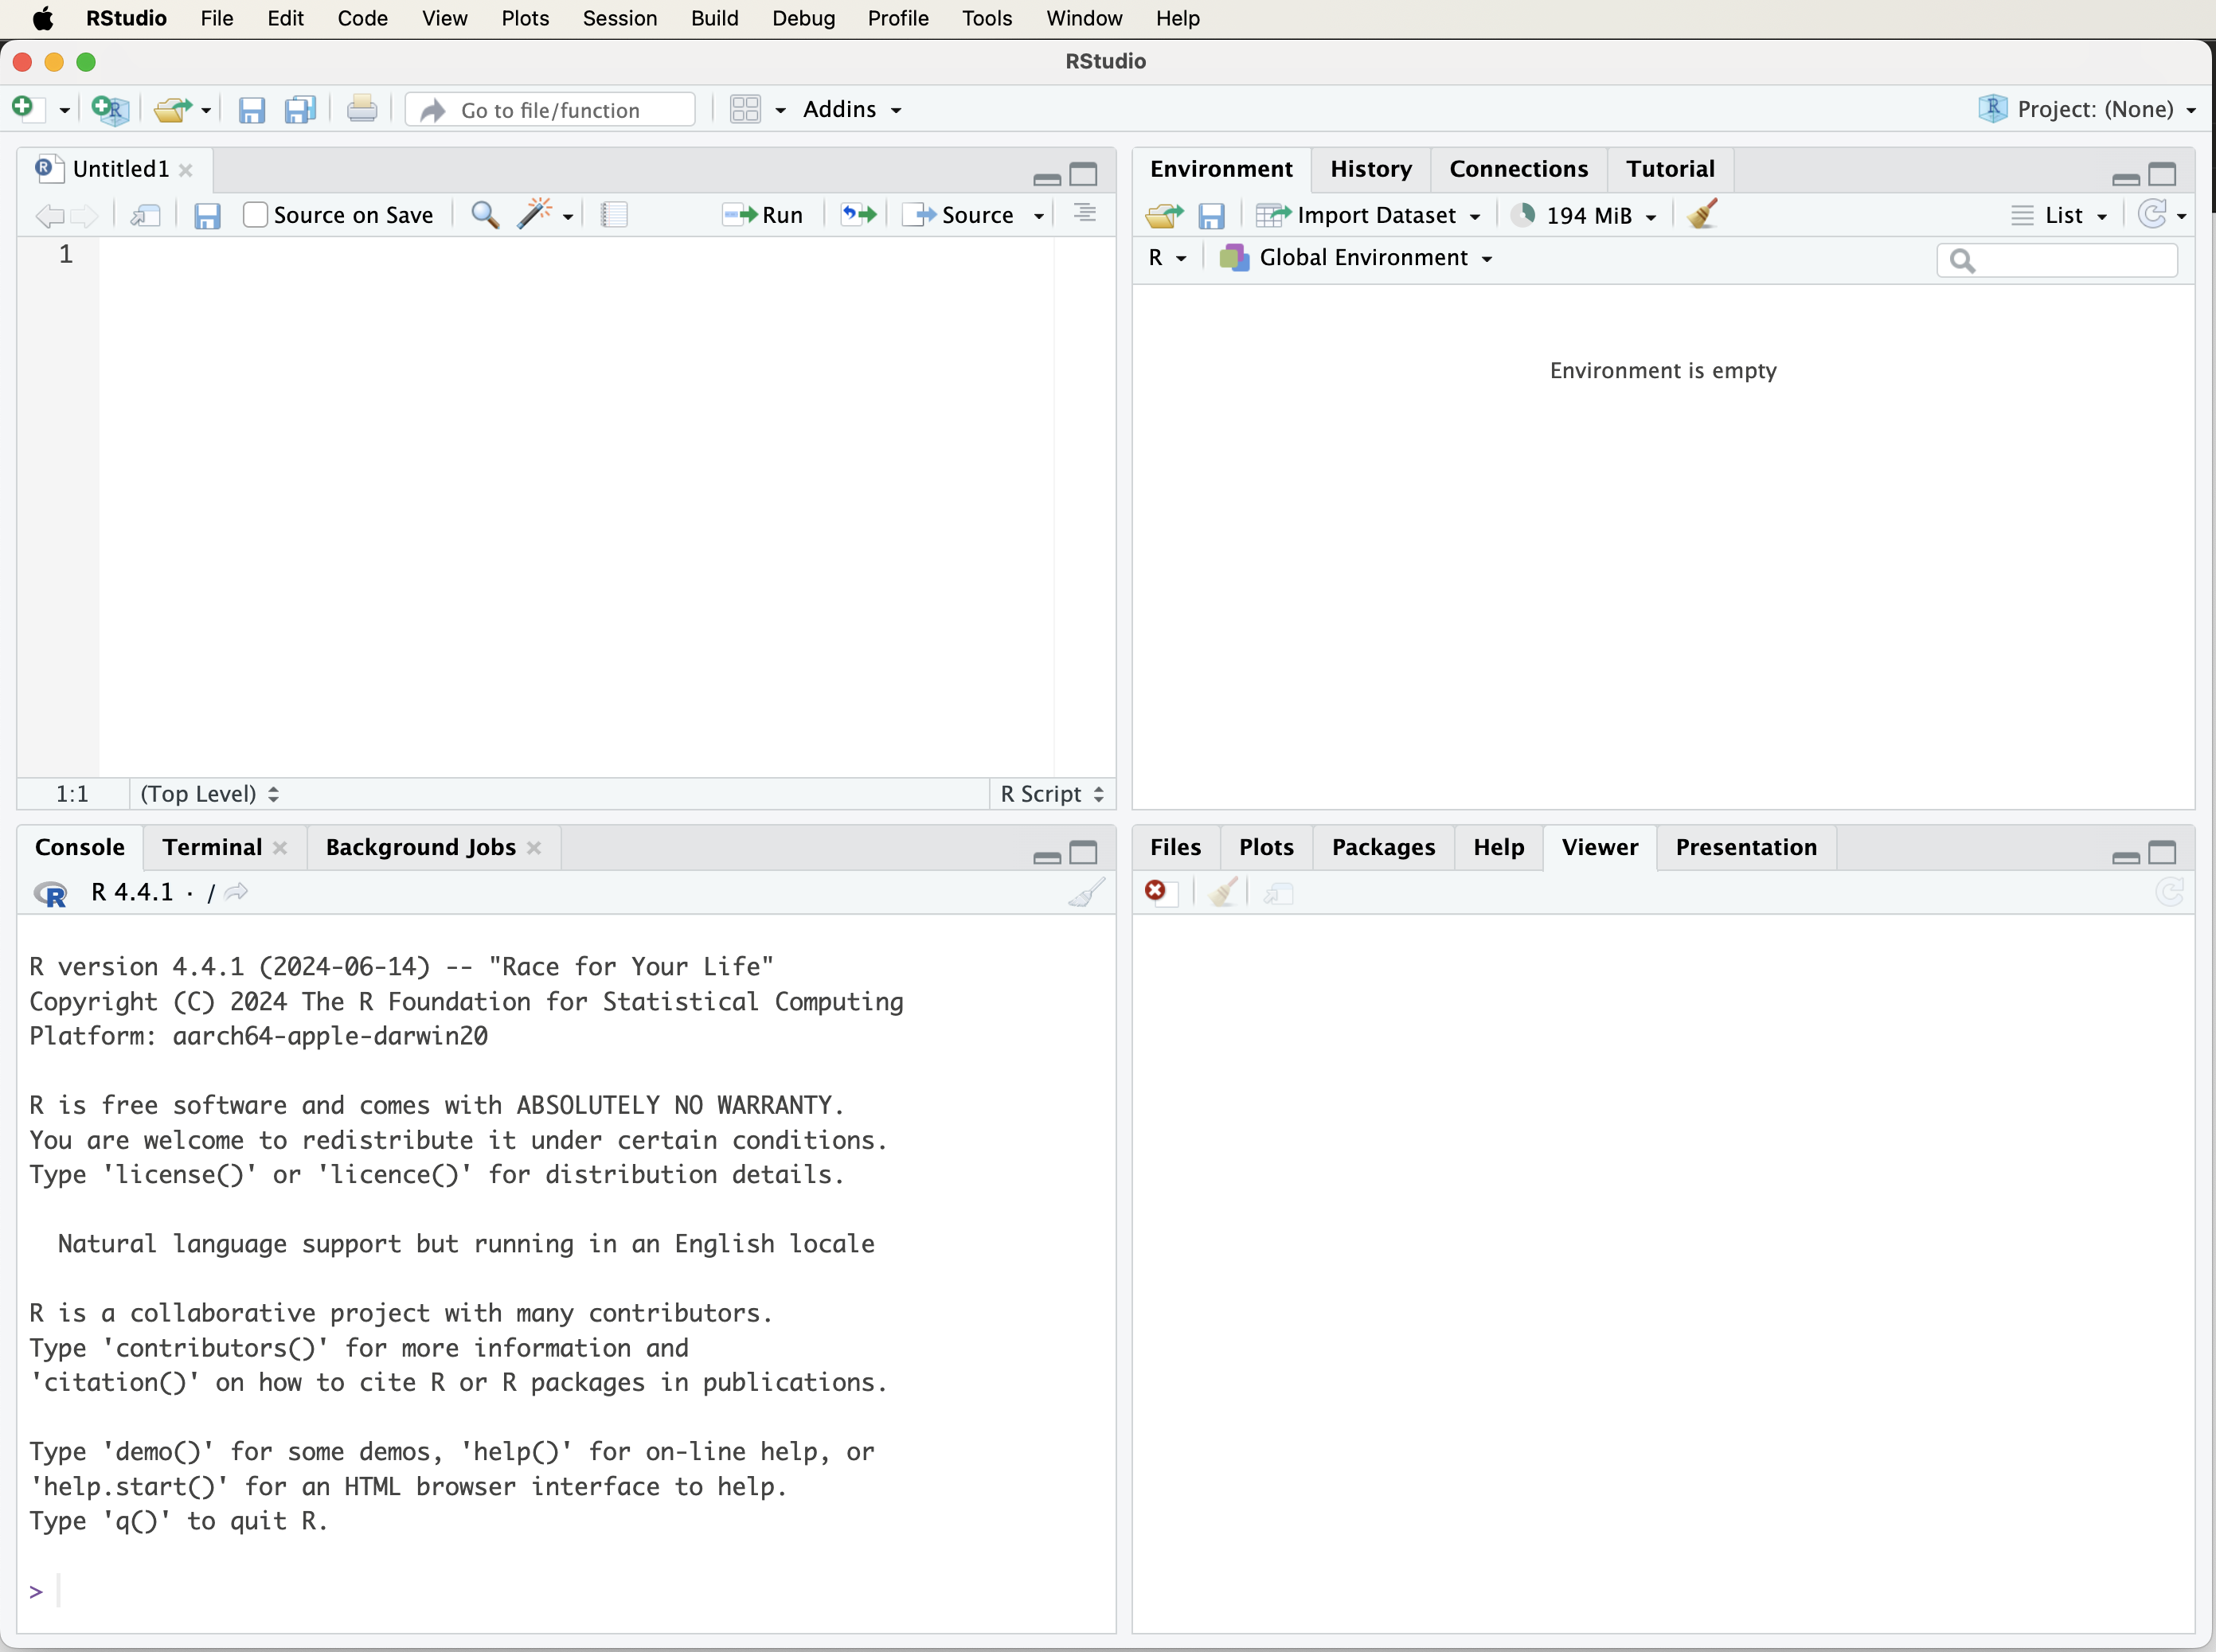 RStudio File Edit Code View Plots Session Build Debug Profile Tools Window Help
RStudio
Go to file/function Addins Project: (None)
Untitled1
Source on Save Run Source
1
1:1 (Top Level) R Script
Environment History Connections Tutorial
Import Dataset 194 MiB List
R Global Environment
Environment is empty
Console Terminal Background Jobs
R 4.4.1 · /
R version 4.4.1 (2024-06-14) -- "Race for Your Life"
Copyright (C) 2024 The R Foundation for Statistical Computing
Platform: aarch64-apple-darwin20
R is free software and comes with ABSOLUTELY NO WARRANTY.
You are welcome to redistribute it under certain conditions.
Type 'license()' or 'licence()' for distribution details.
Natural language support but running in an English locale
R is a collaborative project with many contributors.
Type 'contributors()' for more information and
'citation()' on how to cite R or R packages in publications.
Type 'demo()' for some demos, 'help()' for on-line help, or
'help.start()' for an HTML browser interface to help.
Type 'q()' to quit R.
>
Files Plots Packages Help Viewer Presentation